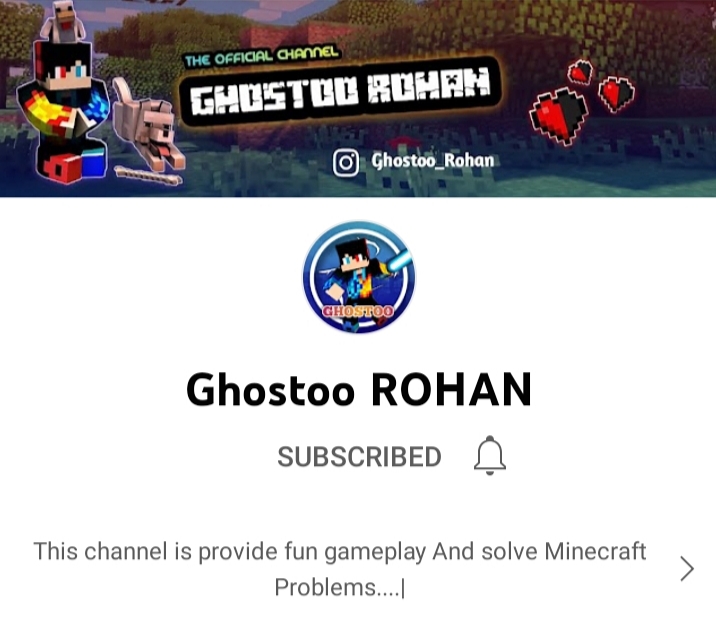 THE OFFICIAL CHANNEL
GHOSTOO ROHAN
Ghostoo_Rohan
GHOSTOO
Ghostoo ROHAN
SUBSCRIBED
This channel is provide fun gameplay And solve Minecraft
Problems....|